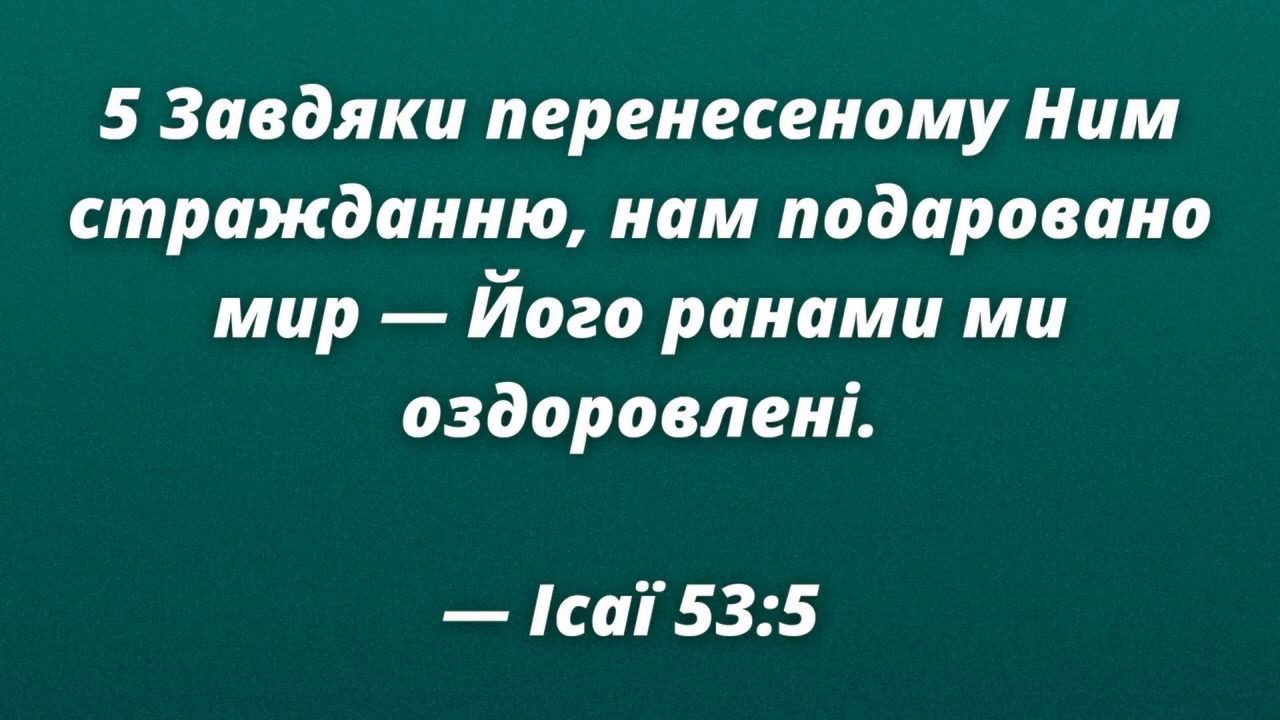 5 Завдяки перенесеному Ним
стражданню, нам подаровано
мир — Його ранами ми
оздоровлені.
— Ісаї 53:5